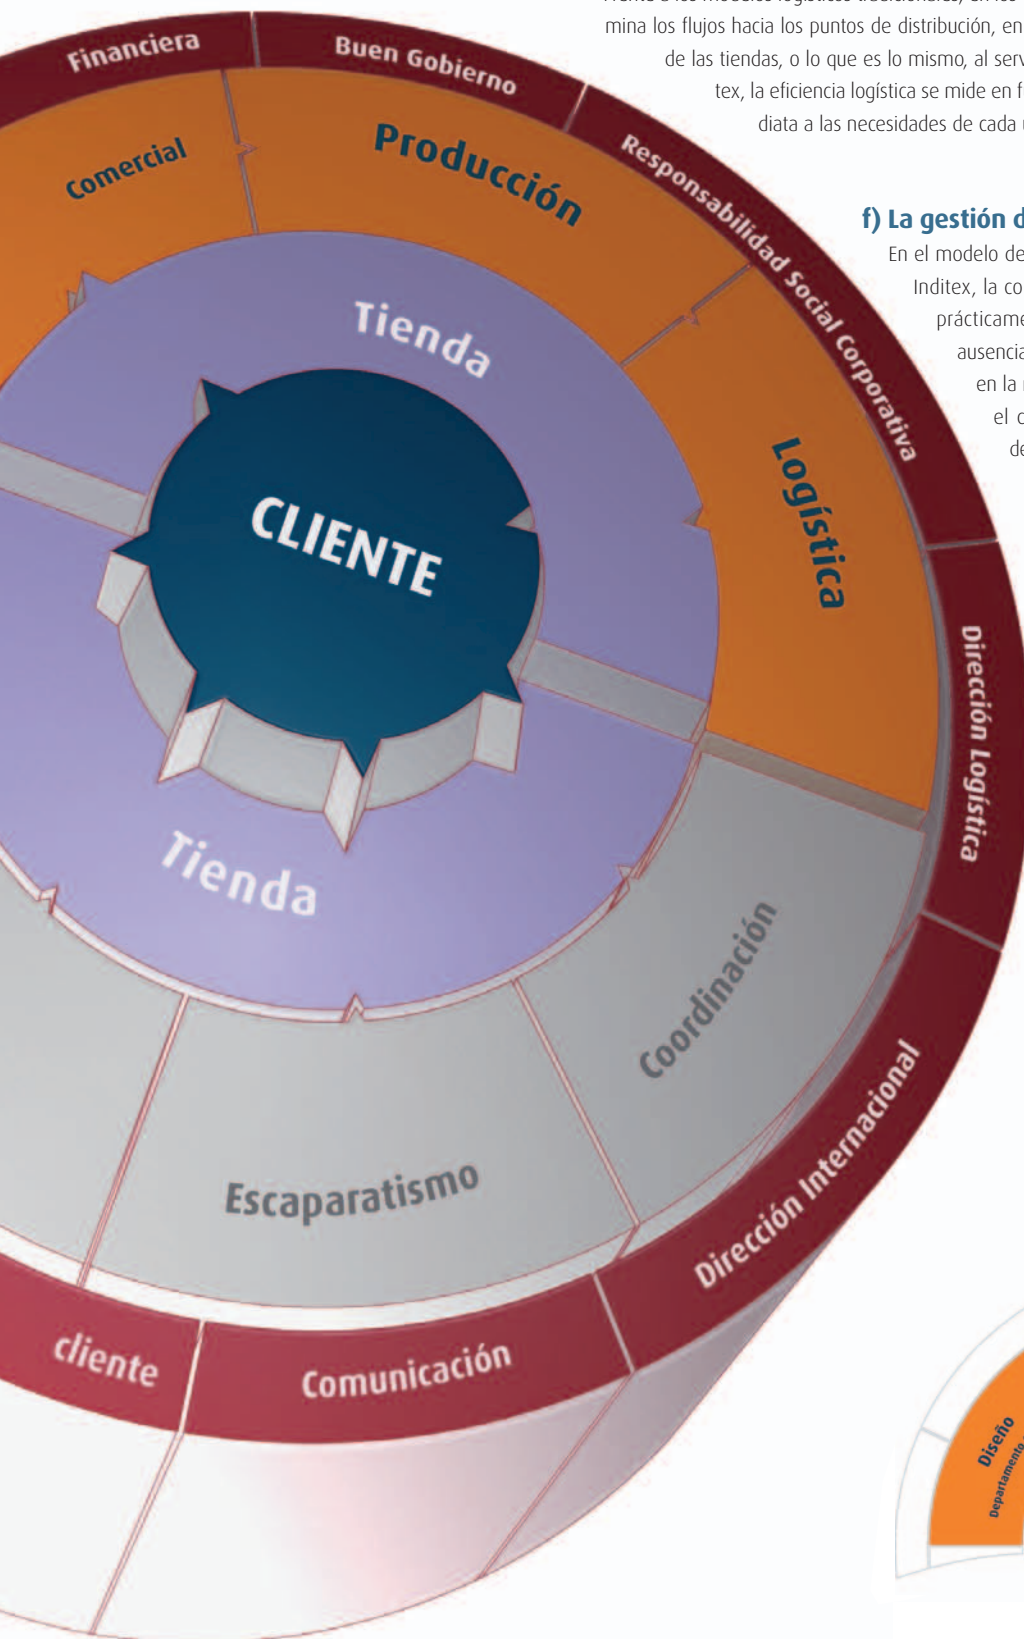 mina los flujos hacia los puntos de distribución, en
de las tiendas, o lo que es lo mismo, al serv
tex, la eficiencia logística se mide en f
diata a las necesidades de cada
f) La gestión d
En el modelo de
Inditex, la co
prácticame
ausencia
en la
el c
de
Financiera
Buen Gobierno
Responsabilidad Social Corporativa
Dirección Logística
Dirección Internacional
Comunicación
cliente
Comercial
Producción
Logística
Coordinación
Escaparatismo
Tienda
CLIENTE
Tienda
Diseño
Departamento